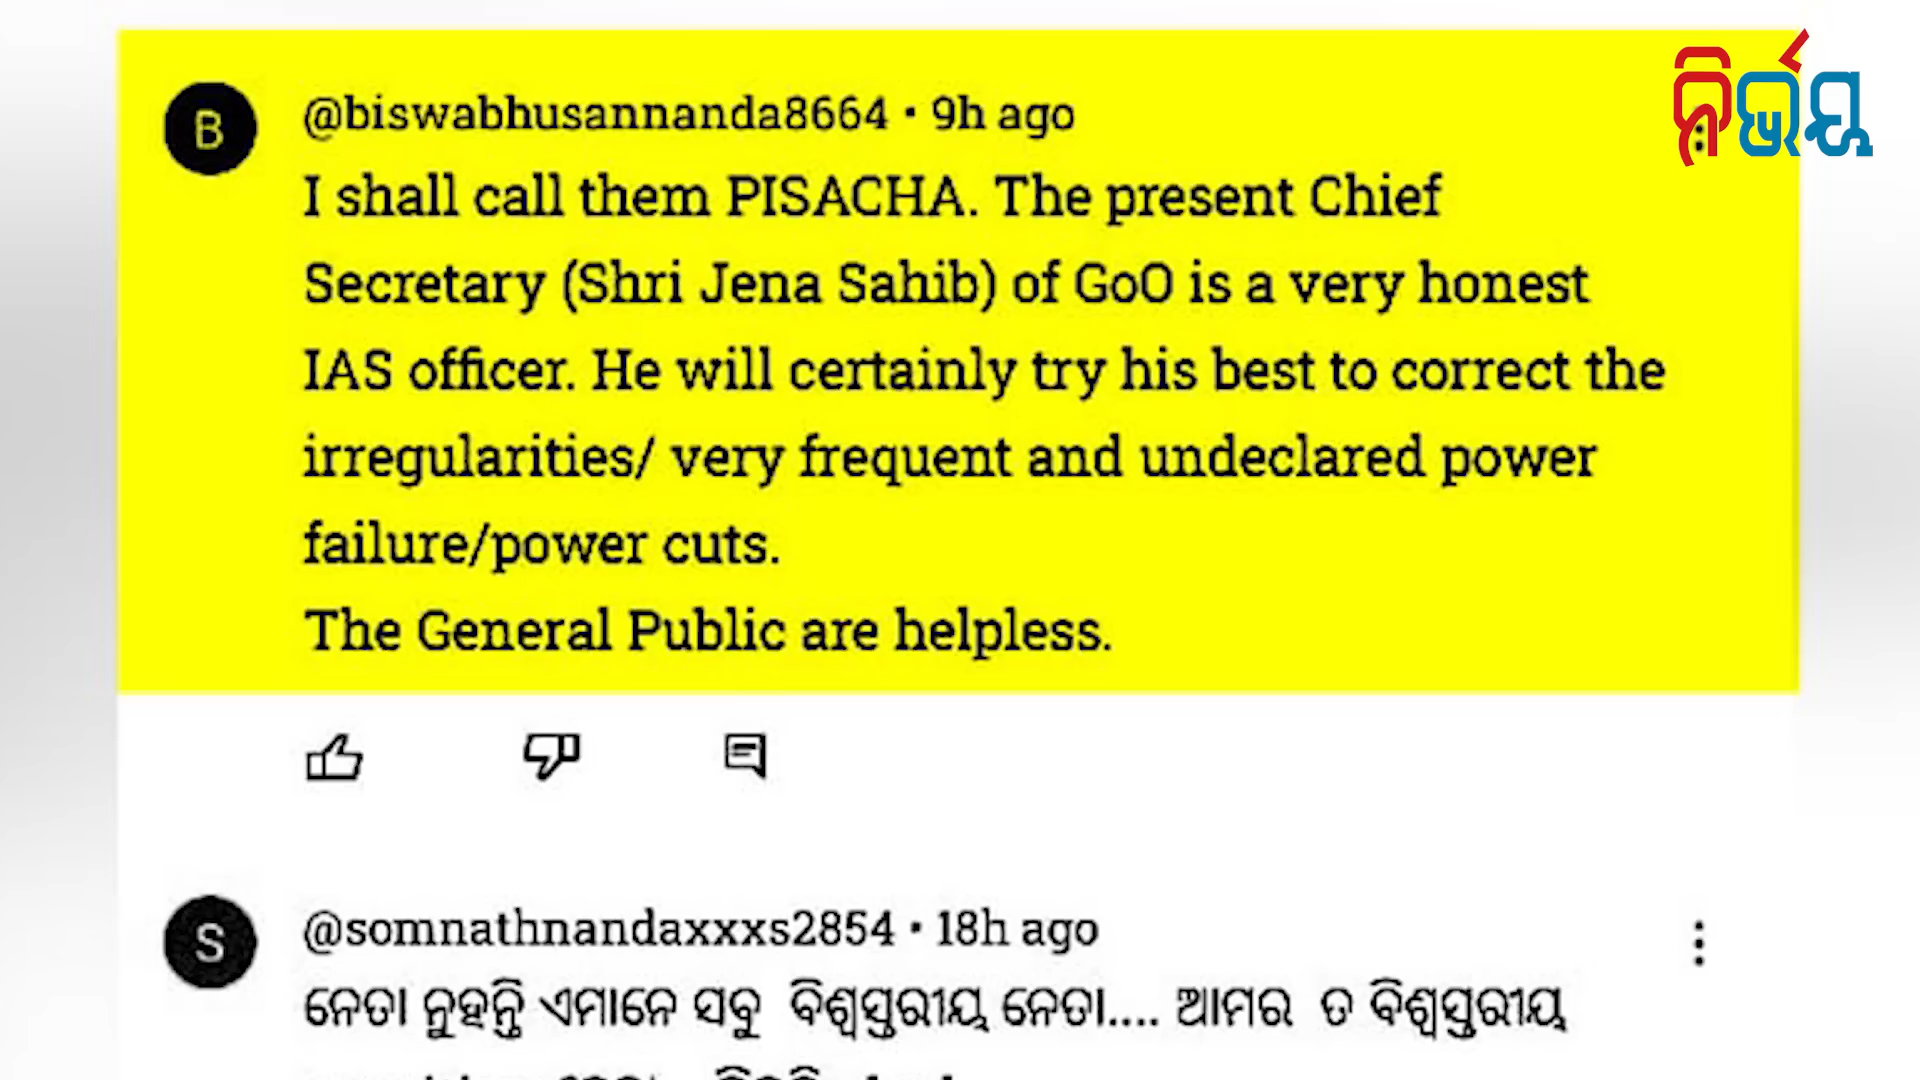 ନିର୍ଭୟ
B
@biswabhusannanda8664 • 9h ago
I shall call them PISACHA. The present Chief
Secretary (Shri Jena Sahib) of GoO is a very honest
IAS officer. He will certainly try his best to correct the
irregularities/ very frequent and undeclared power
failure/power cuts.
The General Public are helpless.
S
@somnathnandaxxxs2854 • 18h ago
ନେତା ନୁହନ୍ତି ଏମାନେ ସବୁ ବିଶ୍ୱସ୍ତରୀୟ ନେତା.... ଆମର ତ ବିଶ୍ୱସ୍ତରୀୟ